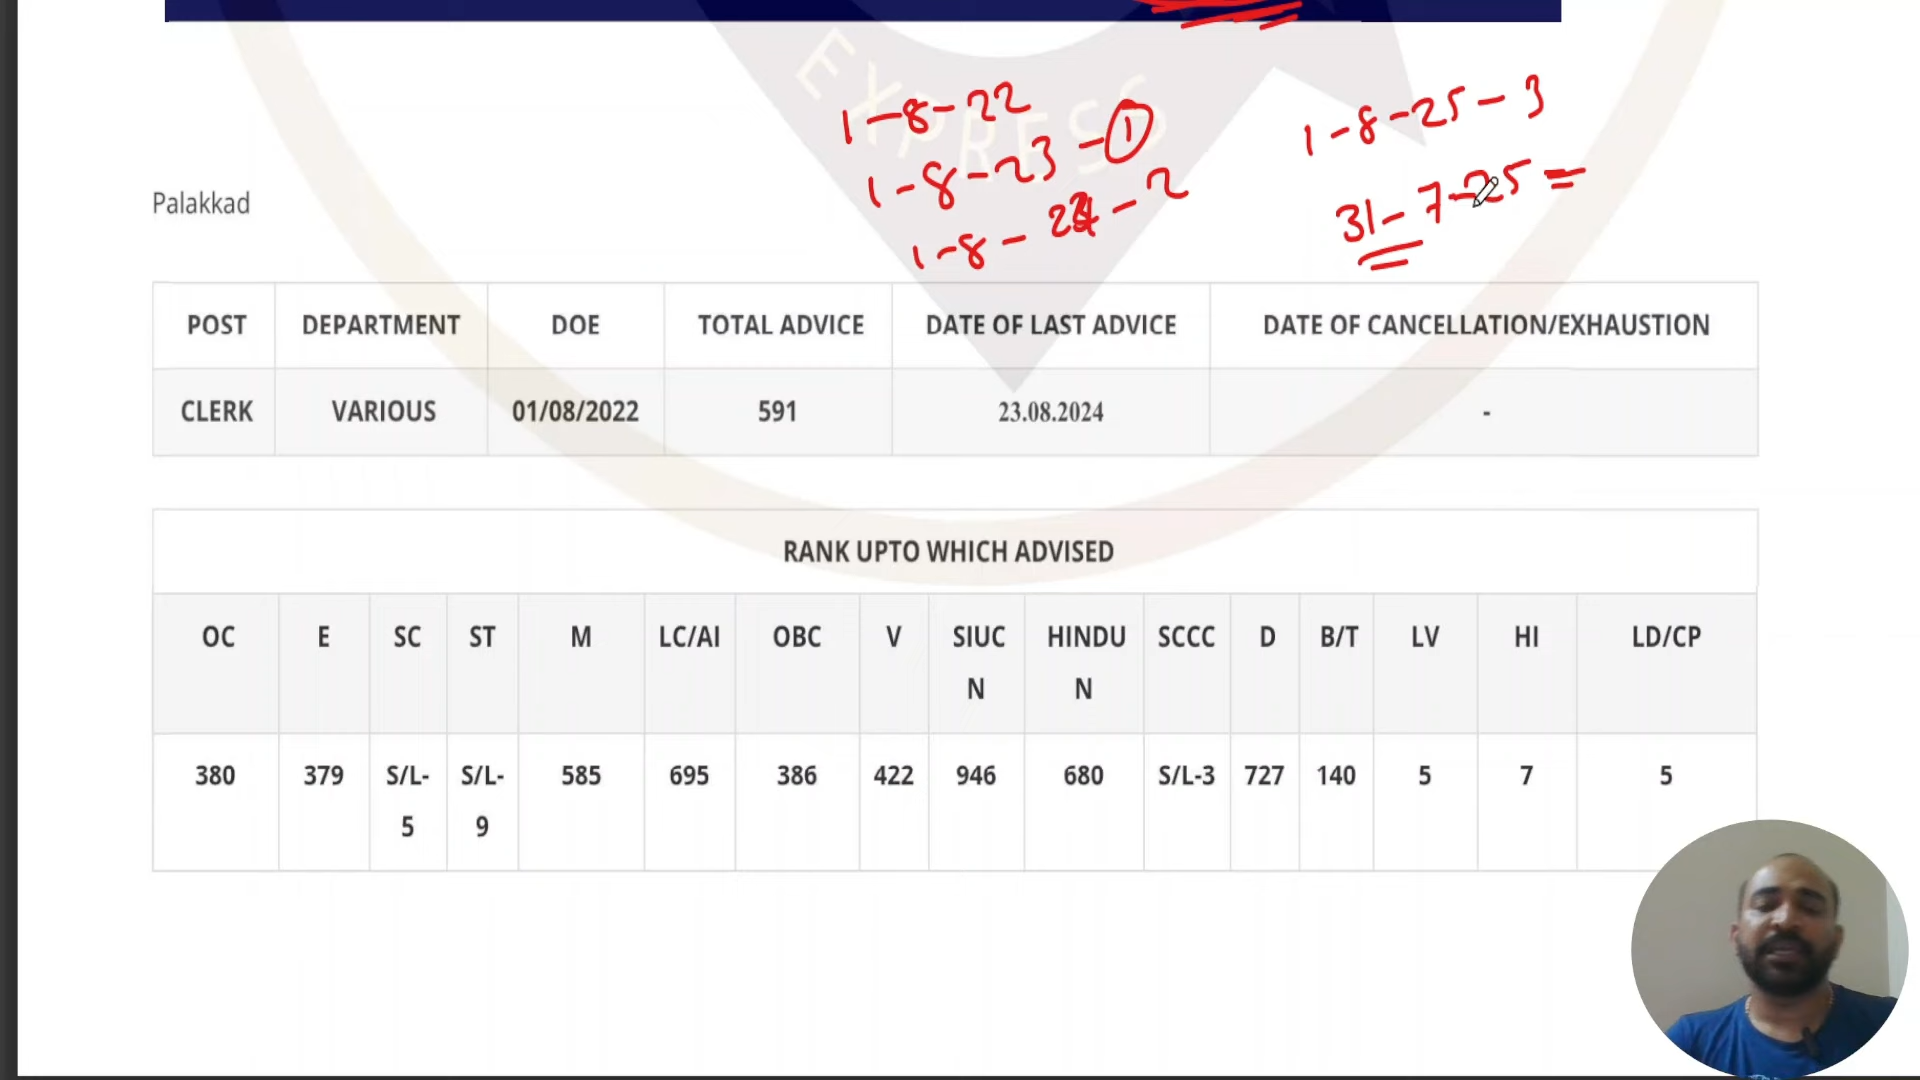 EXPRESS
1-8-22
1-8-23-①
1-8-24-2
1-8-25-3
31-7-25=
Palakkad
POST DEPARTMENT DOE TOTAL ADVICE DATE OF LAST ADVICE DATE OF CANCELLATION/EXHAUSTION
CLERK VARIOUS 01/08/2022 591 23.08.2024 -
RANK UPTO WHICH ADVISED
OC E SC ST M LC/AI OBC V SIUC HINDU SCCC D B/T LV HI LD/CP
N N
380 379 S/L- S/L- 585 695 386 422 946 680 S/L-3 727 140 5 7 5
5 9